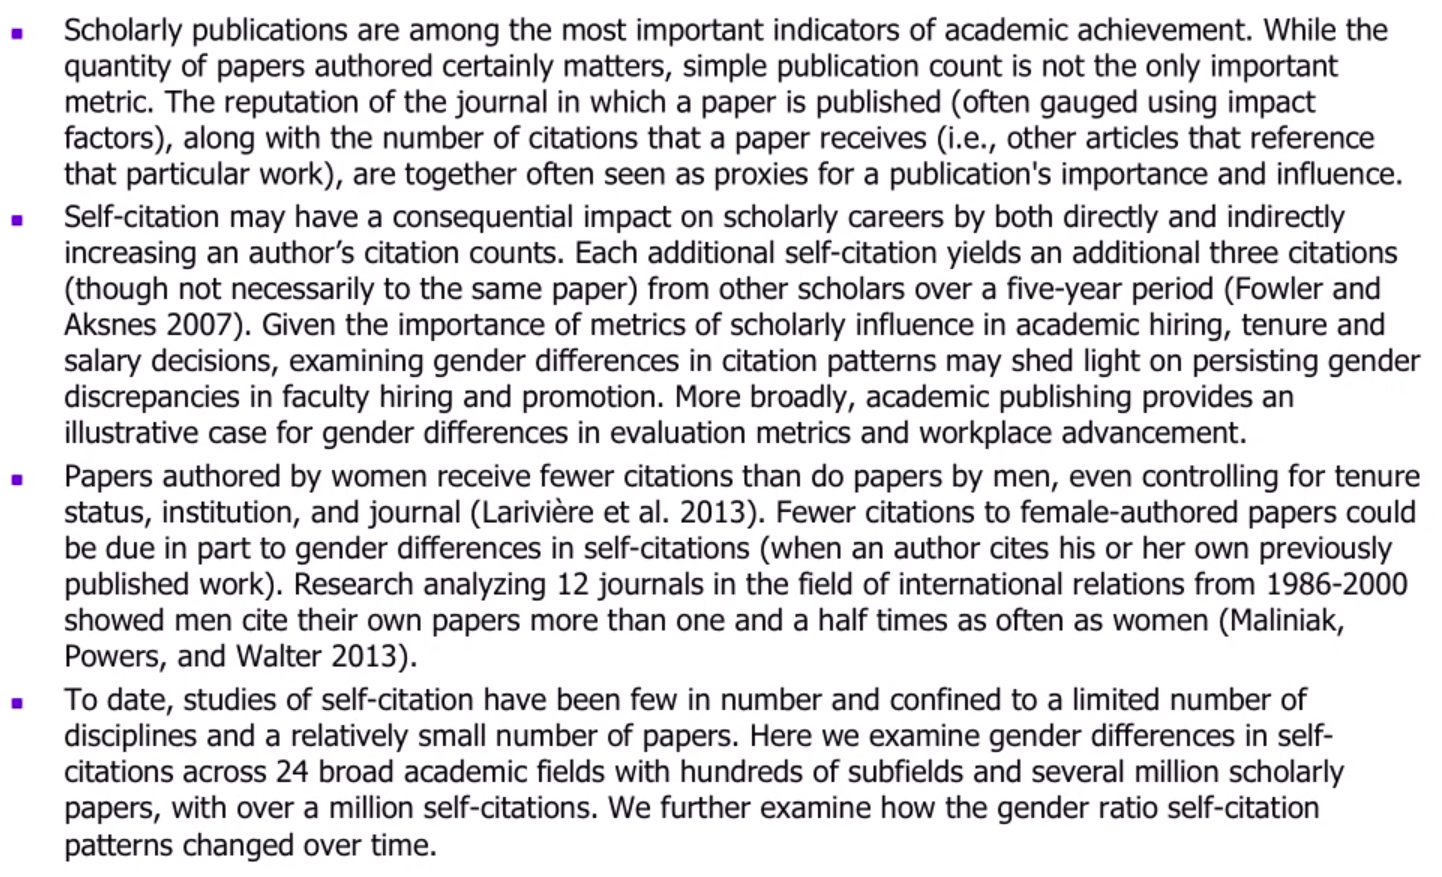 Scholarly publications are among the most important indicators of academic achievement. While the
quantity of papers authored certainly matters, simple publication count is not the only important
metric. The reputation of the journal in which a paper is published (often gauged using impact
factors), along with the number of citations that a paper receives (i.e., other articles that reference
that particular work), are together often seen as proxies for a publication's importance and influence.
Self-citation may have a consequential impact on scholarly careers by both directly and indirectly
increasing an author’s citation counts. Each additional self-citation yields an additional three citations
(though not necessarily to the same paper) from other scholars over a five-year period (Fowler and
Aksnes 2007). Given the importance of metrics of scholarly influence in academic hiring, tenure and
salary decisions, examining gender differences in citation patterns may shed light on persisting gender
discrepancies in faculty hiring and promotion. More broadly, academic publishing provides an
illustrative case for gender differences in evaluation metrics and workplace advancement.
Papers authored by women receive fewer citations than do papers by men, even controlling for tenure
status, institution, and journal (Larivière et al. 2013). Fewer citations to female-authored papers could
be due in part to gender differences in self-citations (when an author cites his or her own previously
published work). Research analyzing 12 journals in the field of international relations from 1986-2000
showed men cite their own papers more than one and a half times as often as women (Maliniak,
Powers, and Walter 2013).
To date, studies of self-citation have been few in number and confined to a limited number of
disciplines and a relatively small number of papers. Here we examine gender differences in self-
citations across 24 broad academic fields with hundreds of subfields and several million scholarly
papers, with over a million self-citations. We further examine how the gender ratio self-citation
patterns changed over time.